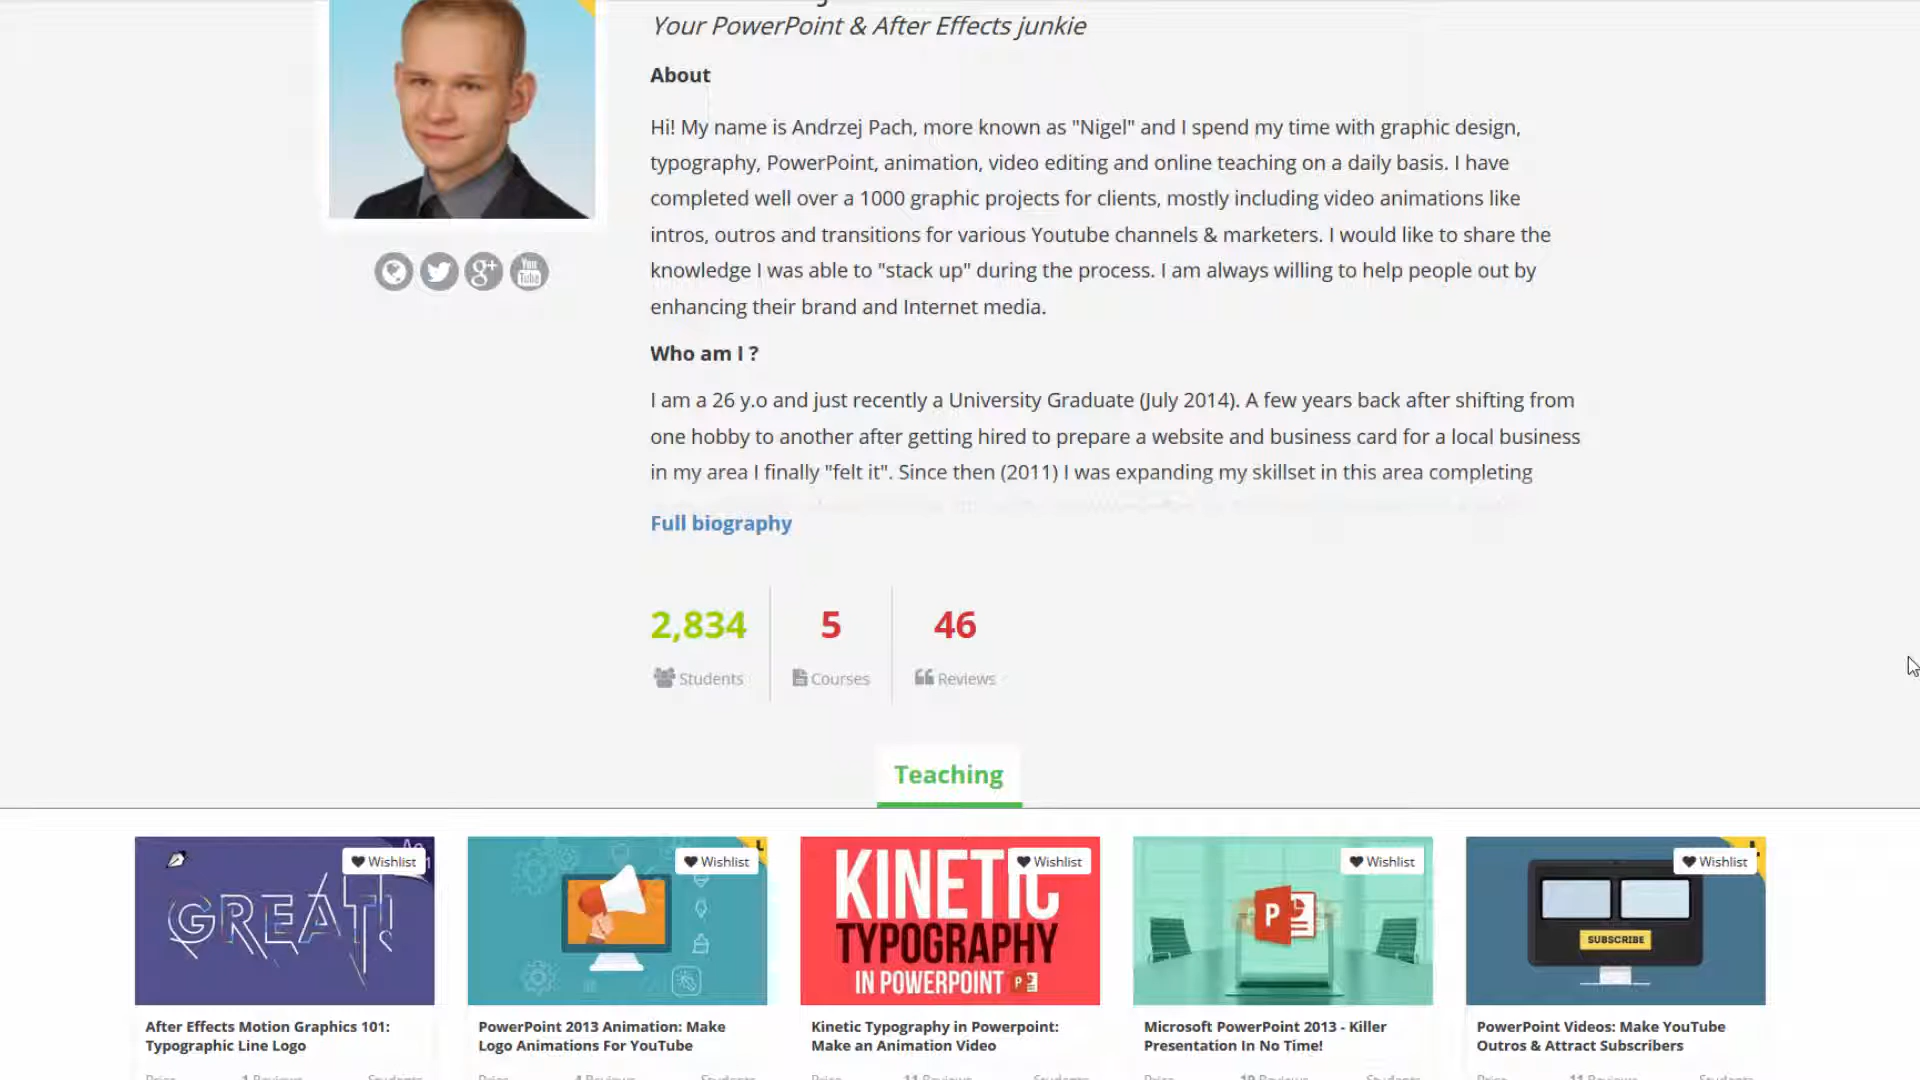 Your PowerPoint & After Effects junkie
About
Hi! My name is Andrzej Pach, more known as "Nigel" and I spend my time with graphic design,
typography, PowerPoint, animation, video editing and online teaching on a daily basis. I have
completed well over a 1000 graphic projects for clients, mostly including video animations like
intros, outros and transitions for various Youtube channels & marketers. I would like to share the
knowledge I was able to "stack up" during the process. I am always willing to help people out by
enhancing their brand and Internet media.
Who am I ?
I am a 26 y.o and just recently a University Graduate (July 2014). A few years back after shifting from
one hobby to another after getting hired to prepare a website and business card for a local business
in my area I finally "felt it". Since then (2011) I was expanding my skillset in this area completing
Full biography
g+
You
Tube
2,834
5
46
Students
Courses
Reviews
Teaching
Wishlist
GREAT!
Wishlist
Wishlist
KINETIC
TYPOGRAPHY
IN POWERPOINT P
Wishlist
P
Wishlist
SUBSCRIBE
After Effects Motion Graphics 101:
Typographic Line Logo
PowerPoint 2013 Animation: Make
Logo Animations For YouTube
Kinetic Typography in Powerpoint:
Make an Animation Video
Microsoft PowerPoint 2013 - Killer
Presentation In No Time!
PowerPoint Videos: Make YouTube
Outros & Attract Subscribers